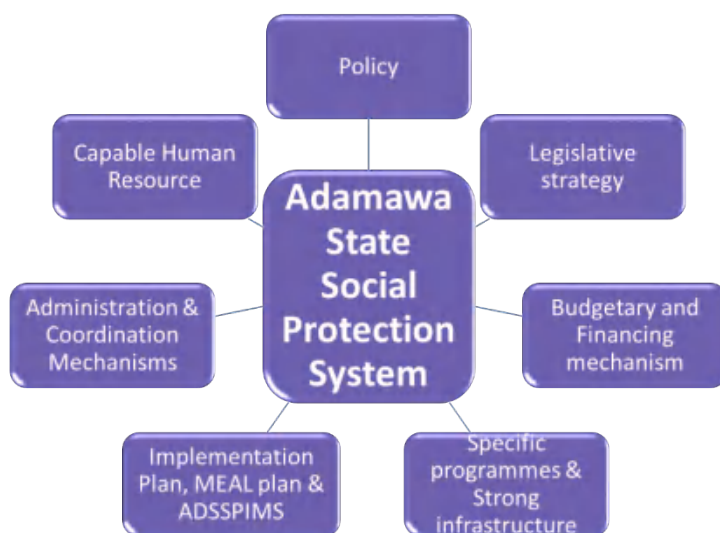 Policy
Capable Human
Resource
Legislative
strategy
Adamawa
State
Social
Protection
System
Administration &
Coordination
Mechanisms
Budgetary and
Financing
mechanism
Implementation
Plan, MEAL plan &
ADSSPIMS
Specific
programmes &
Strong
infrastructure